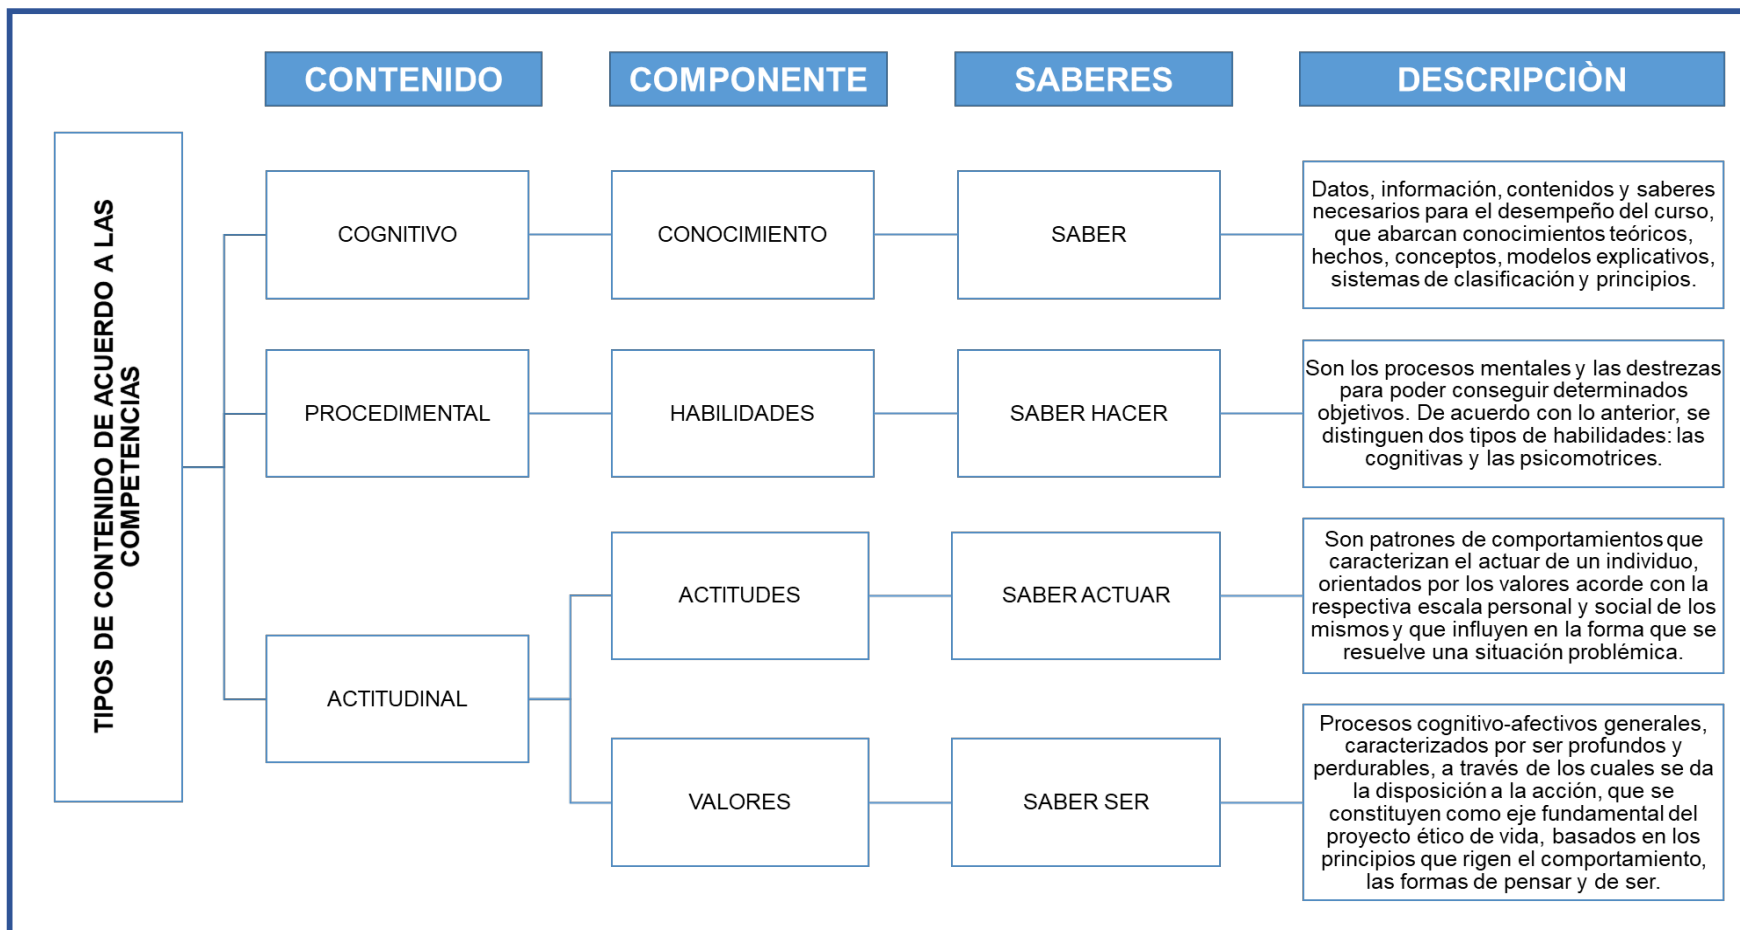 CONTENIDO
COMPONENTE
SABERES
DESCRIPCIÒN
TIPOS DE CONTENIDO DE ACUERDO A LAS
COMPETENCIAS
COGNITIVO
CONOCIMIENTO
SABER
Datos, información, contenidos y saberes
necesarios para el desempeño del curso,
que abarcan conocimientos teóricos,
hechos, conceptos, modelos explicativos,
sistemas de clasificación y principios.
PROCEDIMENTAL
HABILIDADES
SABER HACER
Son los procesos mentales y las destrezas
para poder conseguir determinados
objetivos. De acuerdo con lo anterior, se
distinguen dos tipos de habilidades: las
cognitivas y las psicomotrices.
ACTITUDINAL
ACTITUDES
SABER ACTUAR
Son patrones de comportamientos que
caracterizan el actuar de un individuo,
orientados por los valores acorde con la
respectiva escala personal y social de los
mismos y que influyen en la forma que se
resuelve una situación problémica.
VALORES
SABER SER
Procesos cognitivo-afectivos generales,
caracterizados por ser profundos y
perdurables, a través de los cuales se da
la disposición a la acción, que se
constituyen como eje fundamental del
proyecto ético de vida, basados en los
principios que rigen el comportamiento,
las formas de pensar y de ser.